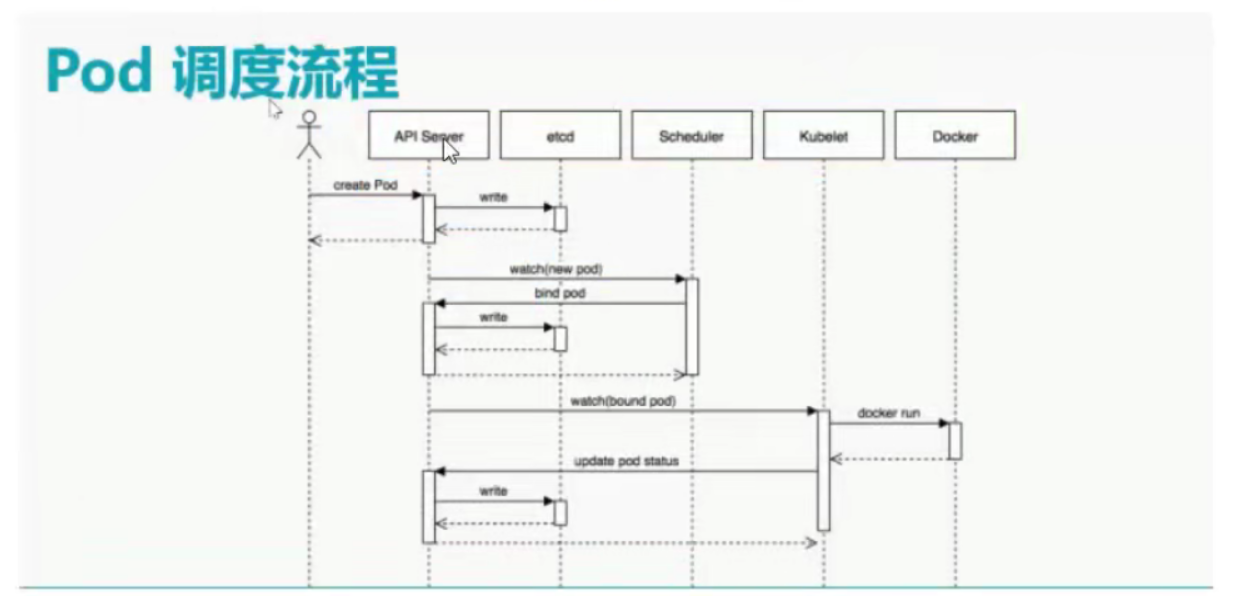 Pod 调度流程
API Server
etcd
Scheduler
Kubelet
Docker
create Pod
write
watch(new pod)
bind pod
write
watch(bound pod)
docker run
update pod status
write